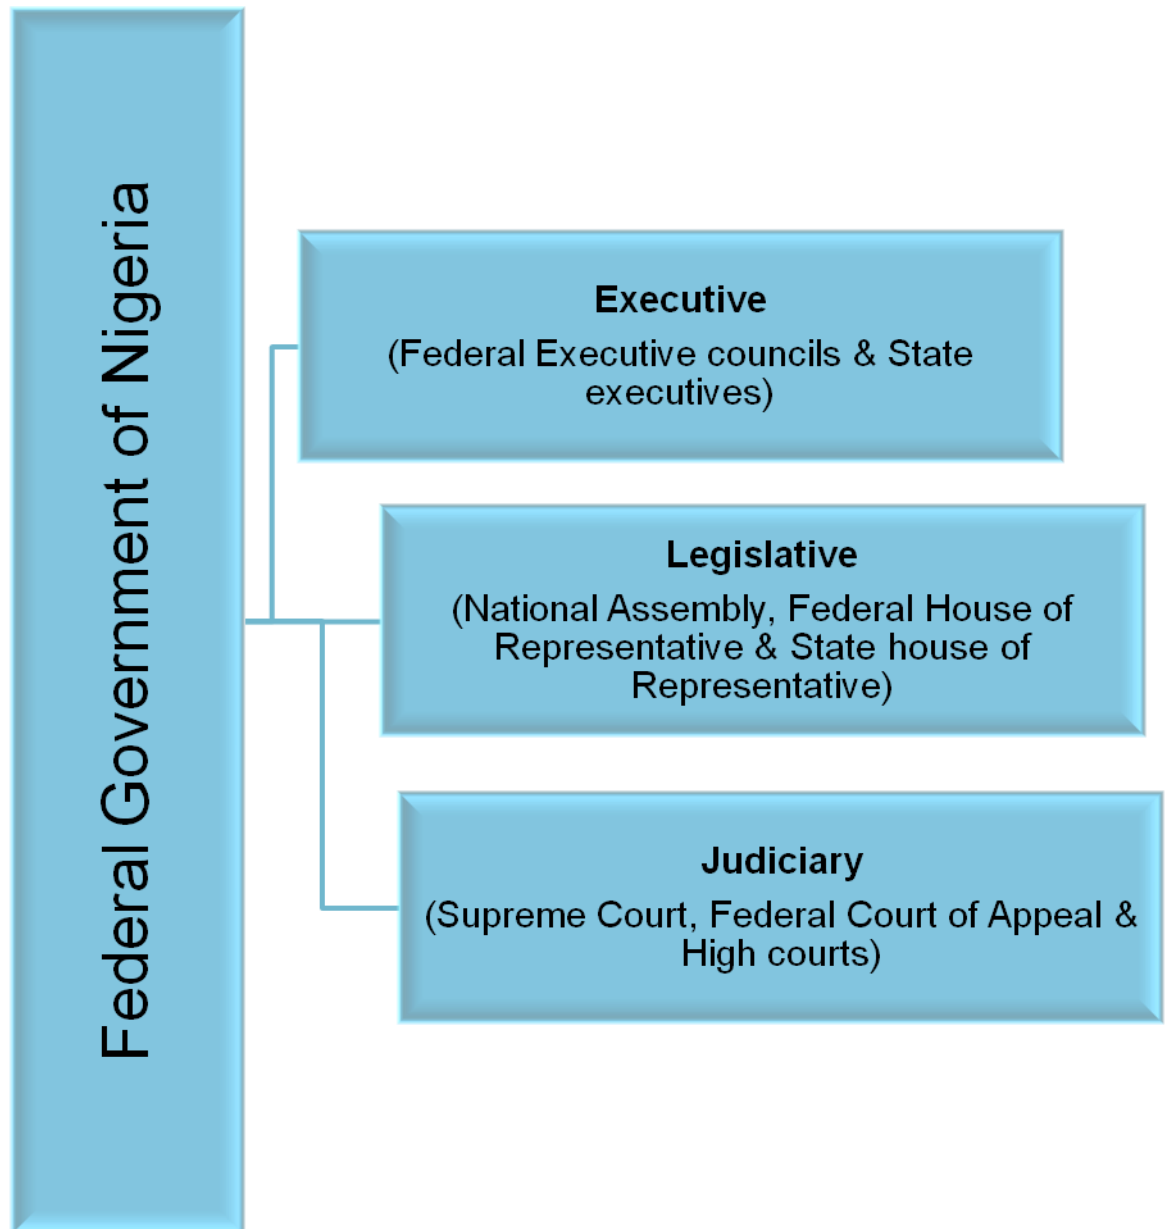 Federal Government of Nigeria
Executive
(Federal Executive councils & State
executives)
Legislative
(National Assembly, Federal House of
Representative & State house of
Representative)
Judiciary
(Supreme Court, Federal Court of Appeal &
High courts)